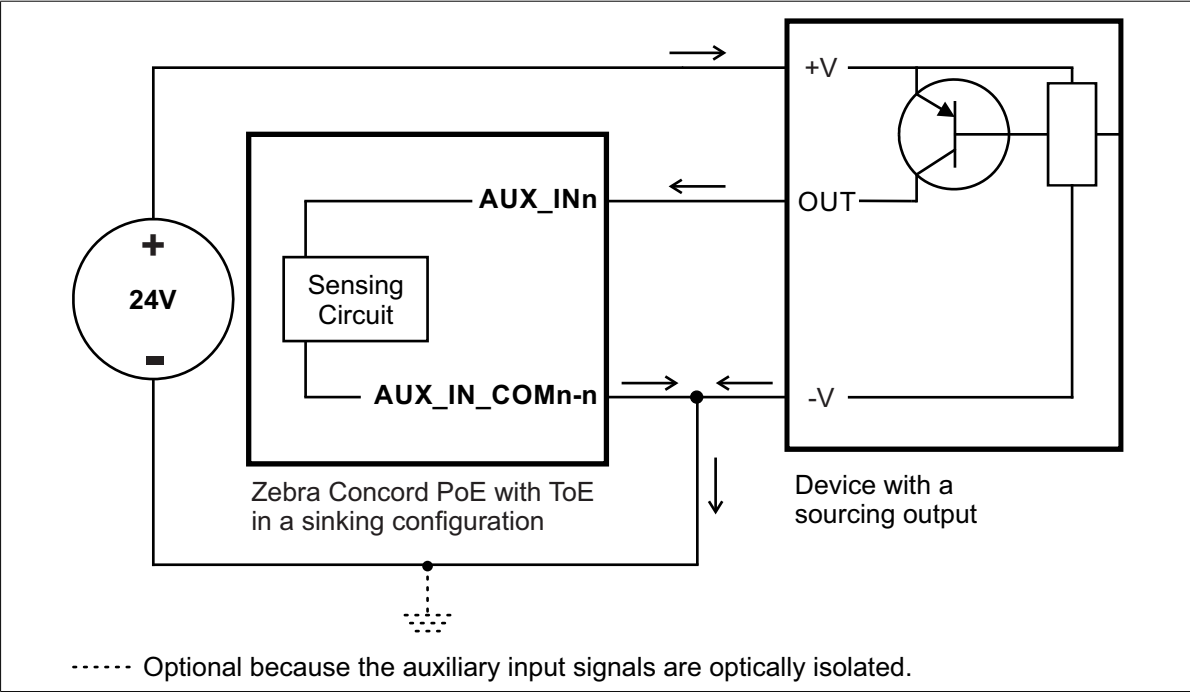 +V
AUX_INn
OUT
+
24V
-
Sensing
Circuit
AUX_IN_COMn-n
-V
Zebra Concord PoE with ToE
in a sinking configuration
Device with a
sourcing output
Optional because the auxiliary input signals are optically isolated.